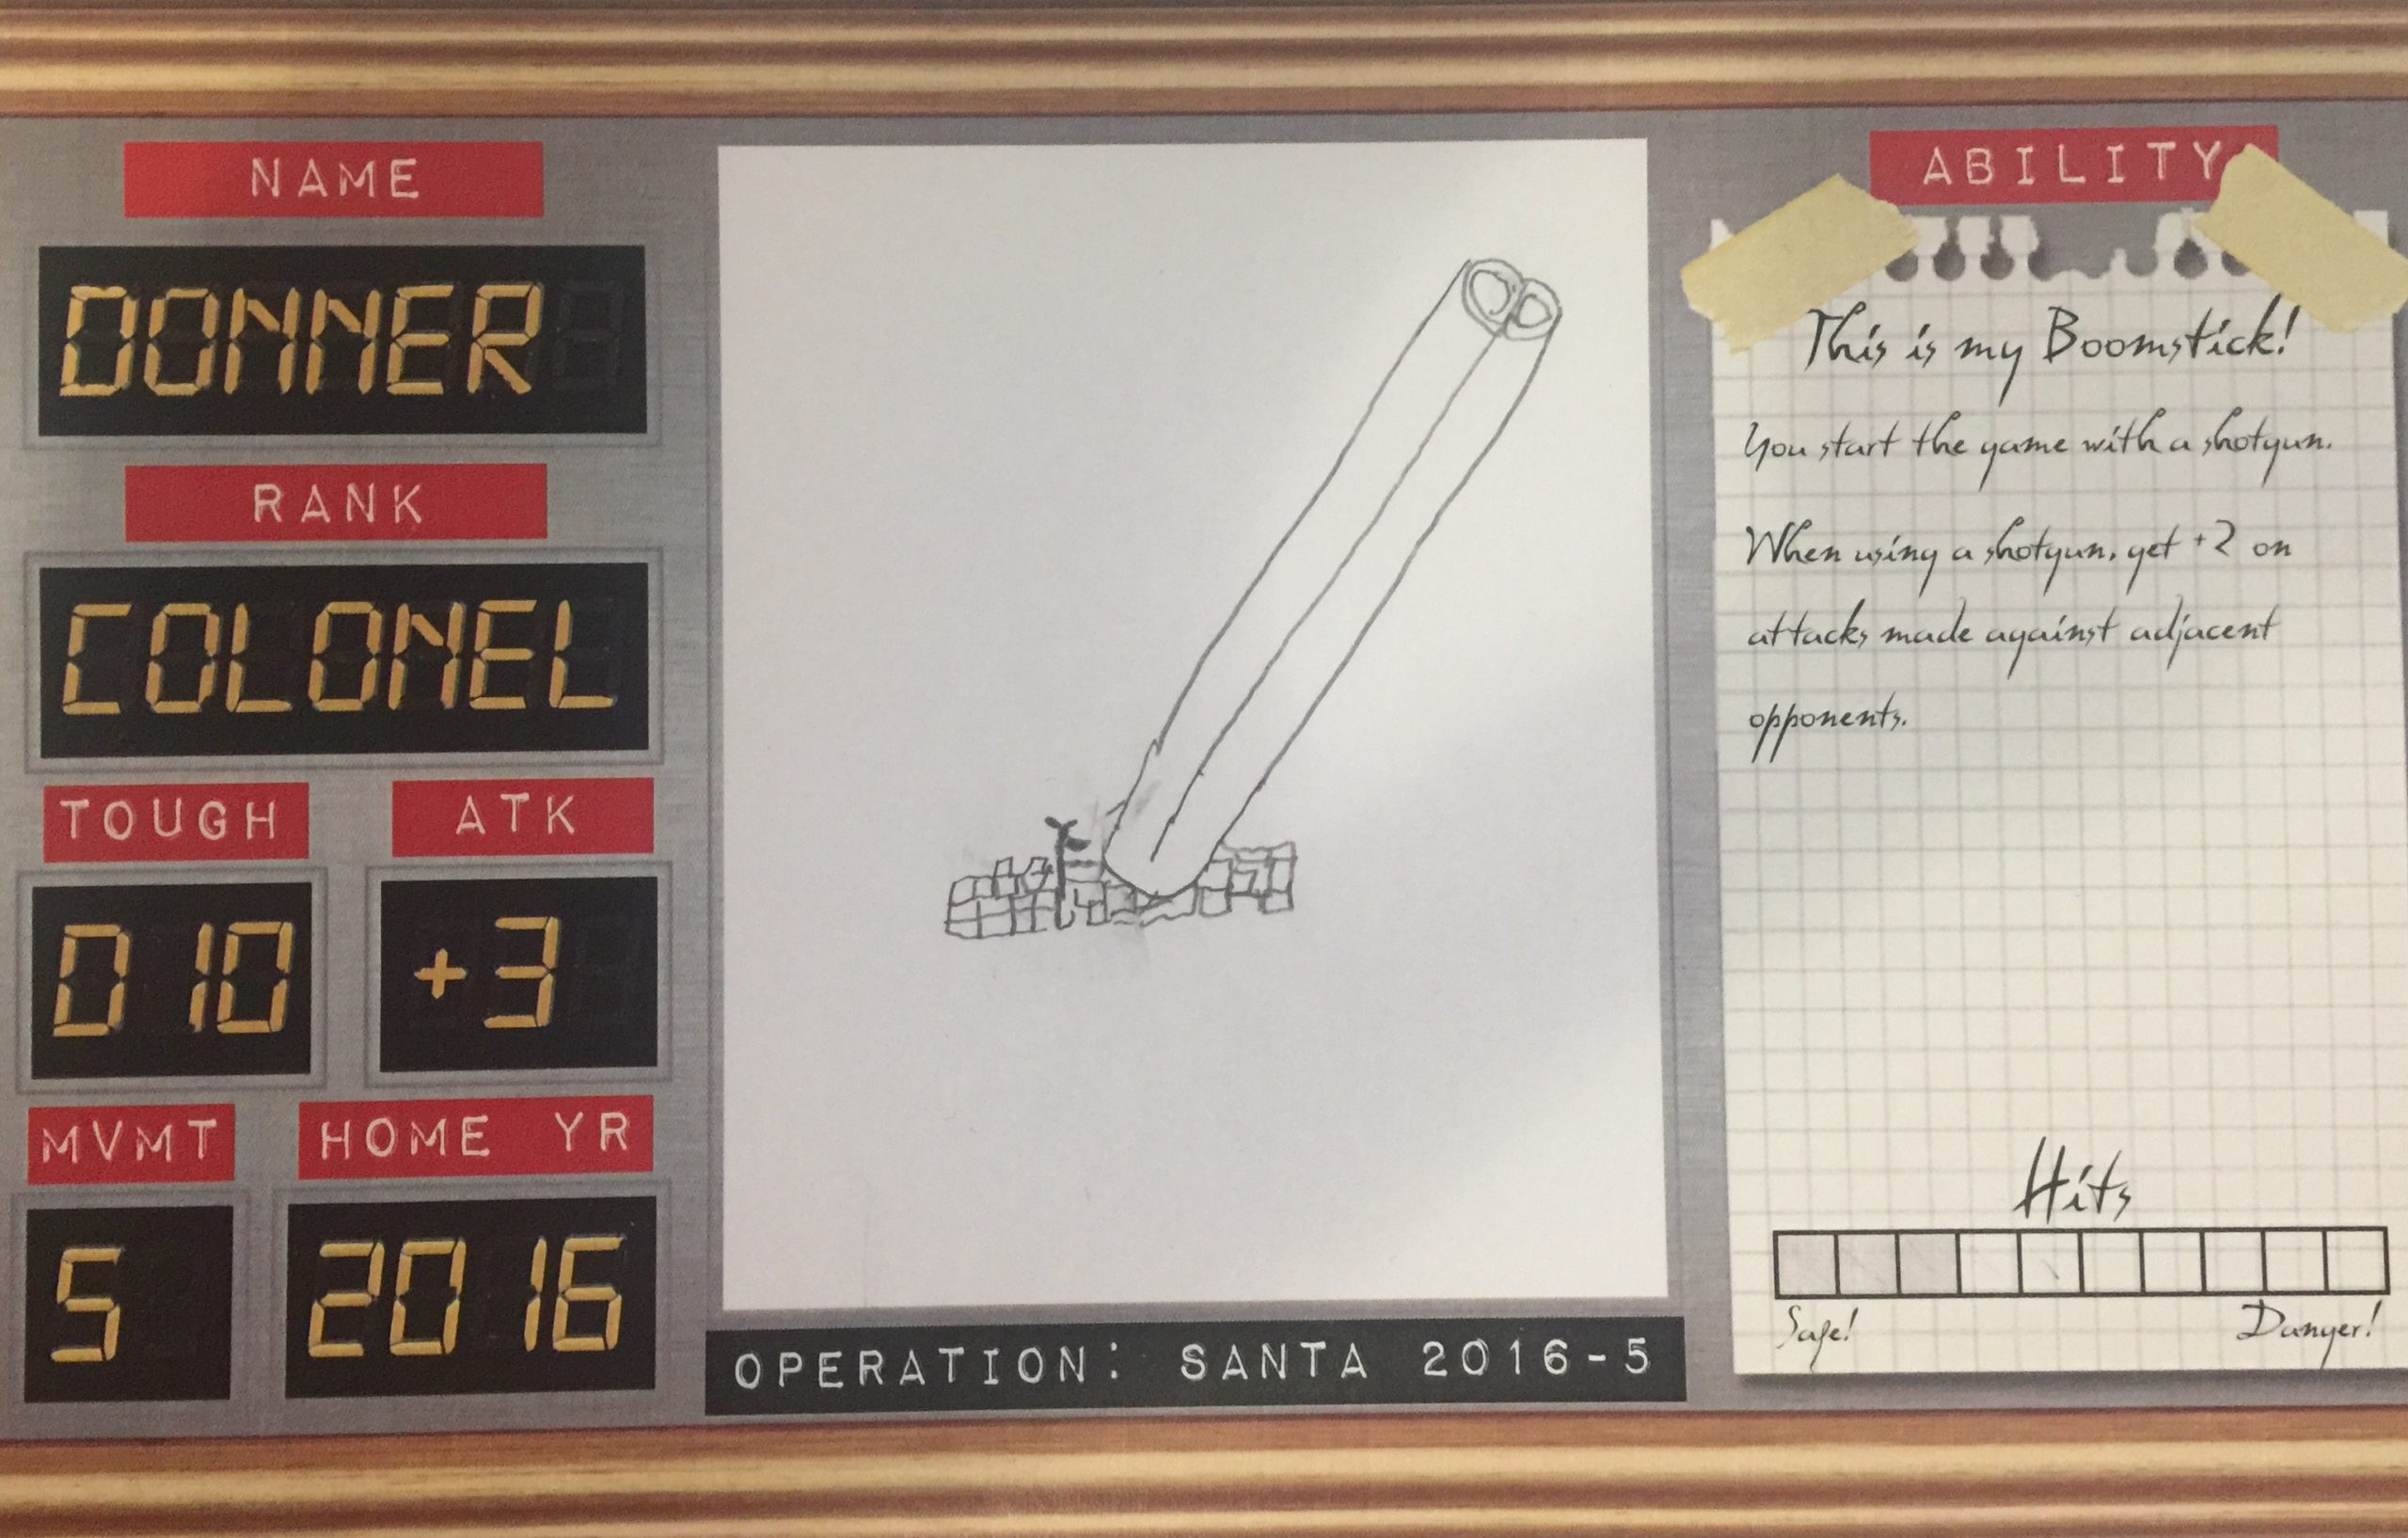 NAME
DONNER
RANK
COLONEL
TOUGH
ATK
D10
+3
MVMT
HOME YR
5
2016
OPERATION: SANTA 2016-5
ABILITY
This is my Boomstick!
You start the game with a shotgun.
When using a shotgun, get +2 on
attacks made against adjacent
opponents.
Hits
Safe!
Danger!